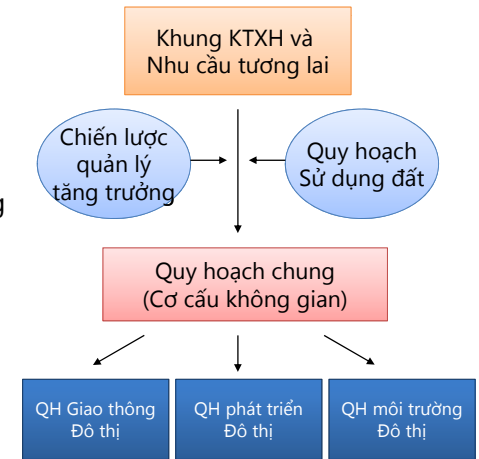 Khung KTXH và
Nhu cầu tương lai
Chiến lược
quản lý
tăng trưởng
Quy hoạch
Sử dụng đất
g
Quy hoạch chung
(Cơ cấu không gian)
QH Giao thông
Đô thị
QH phát triển
Đô thị
QH môi trường
Đô thị